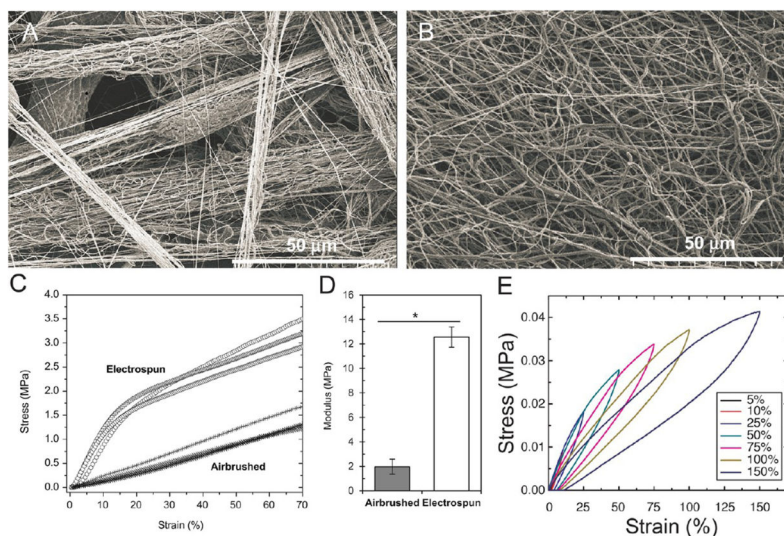 A
50 μm
B
50 μm
C
Stress (MPa)
4.0
3.5
3.0
2.5
2.0
1.5
1.0
0.5
0.0
Electrospun
Airbrushed
0 10 20 30 40 50 60 70
Strain (%)
D
Modulus (MPa)
16
14
12
10
8
6
4
2
0
*
Airbrushed Electrospun
E
Stress (MPa)
0.04
0.03
0.02
0.01
0.00
5%
10%
25%
50%
75%
100%
150%
0 25 50 75 100 125 150
Strain (%)